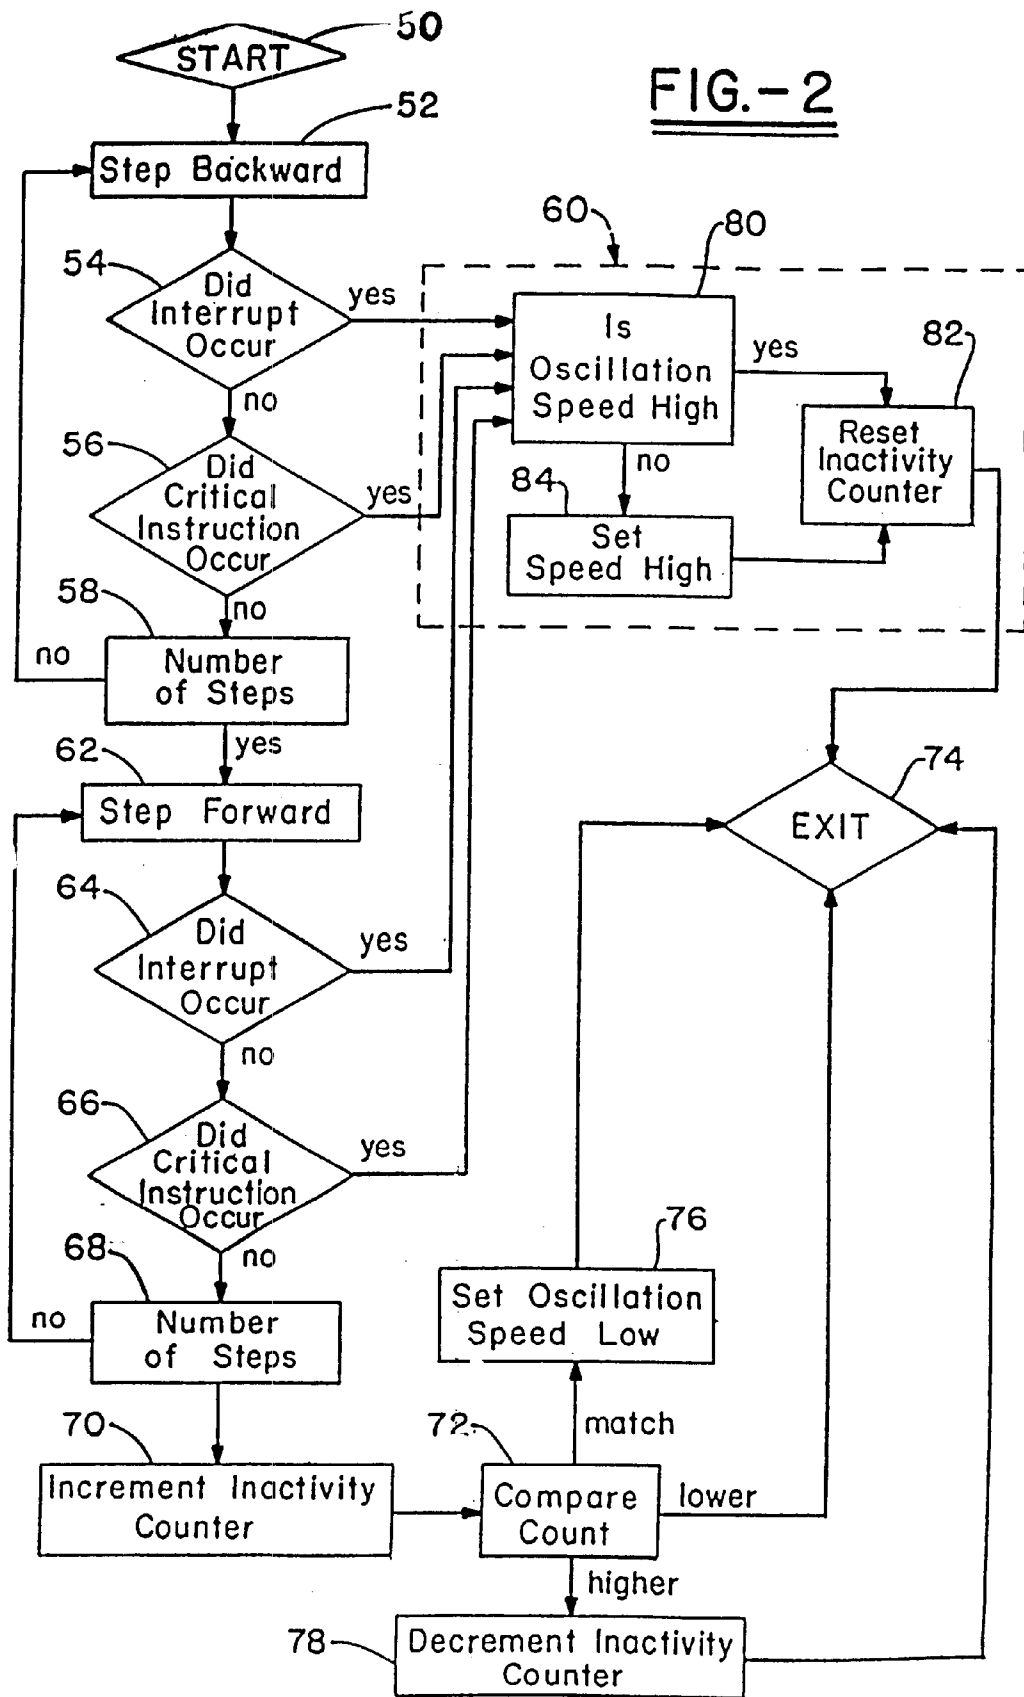 50
START
FIG.-2
52
Step Backward
60
80
54
Did
Interrupt
Occur
yes
Is
Oscillation
Speed High
yes
82
no
Reset
Inactivity
Counter
56
Did
Critical
Instruction
Occur
yes
no
84
Set
Speed High
58
no
no
Number
of Steps
yes
62
Step Forward
74
EXIT
64
Did
Interrupt
Occur
yes
no
66
Did
Critical
Instruction
Occur
yes
no
68
no
Number
of Steps
76
Set Oscillation
Speed Low
match
70
Increment Inactivity
Counter
72
Compare
Count
lower
higher
78
Decrement Inactivity
Counter